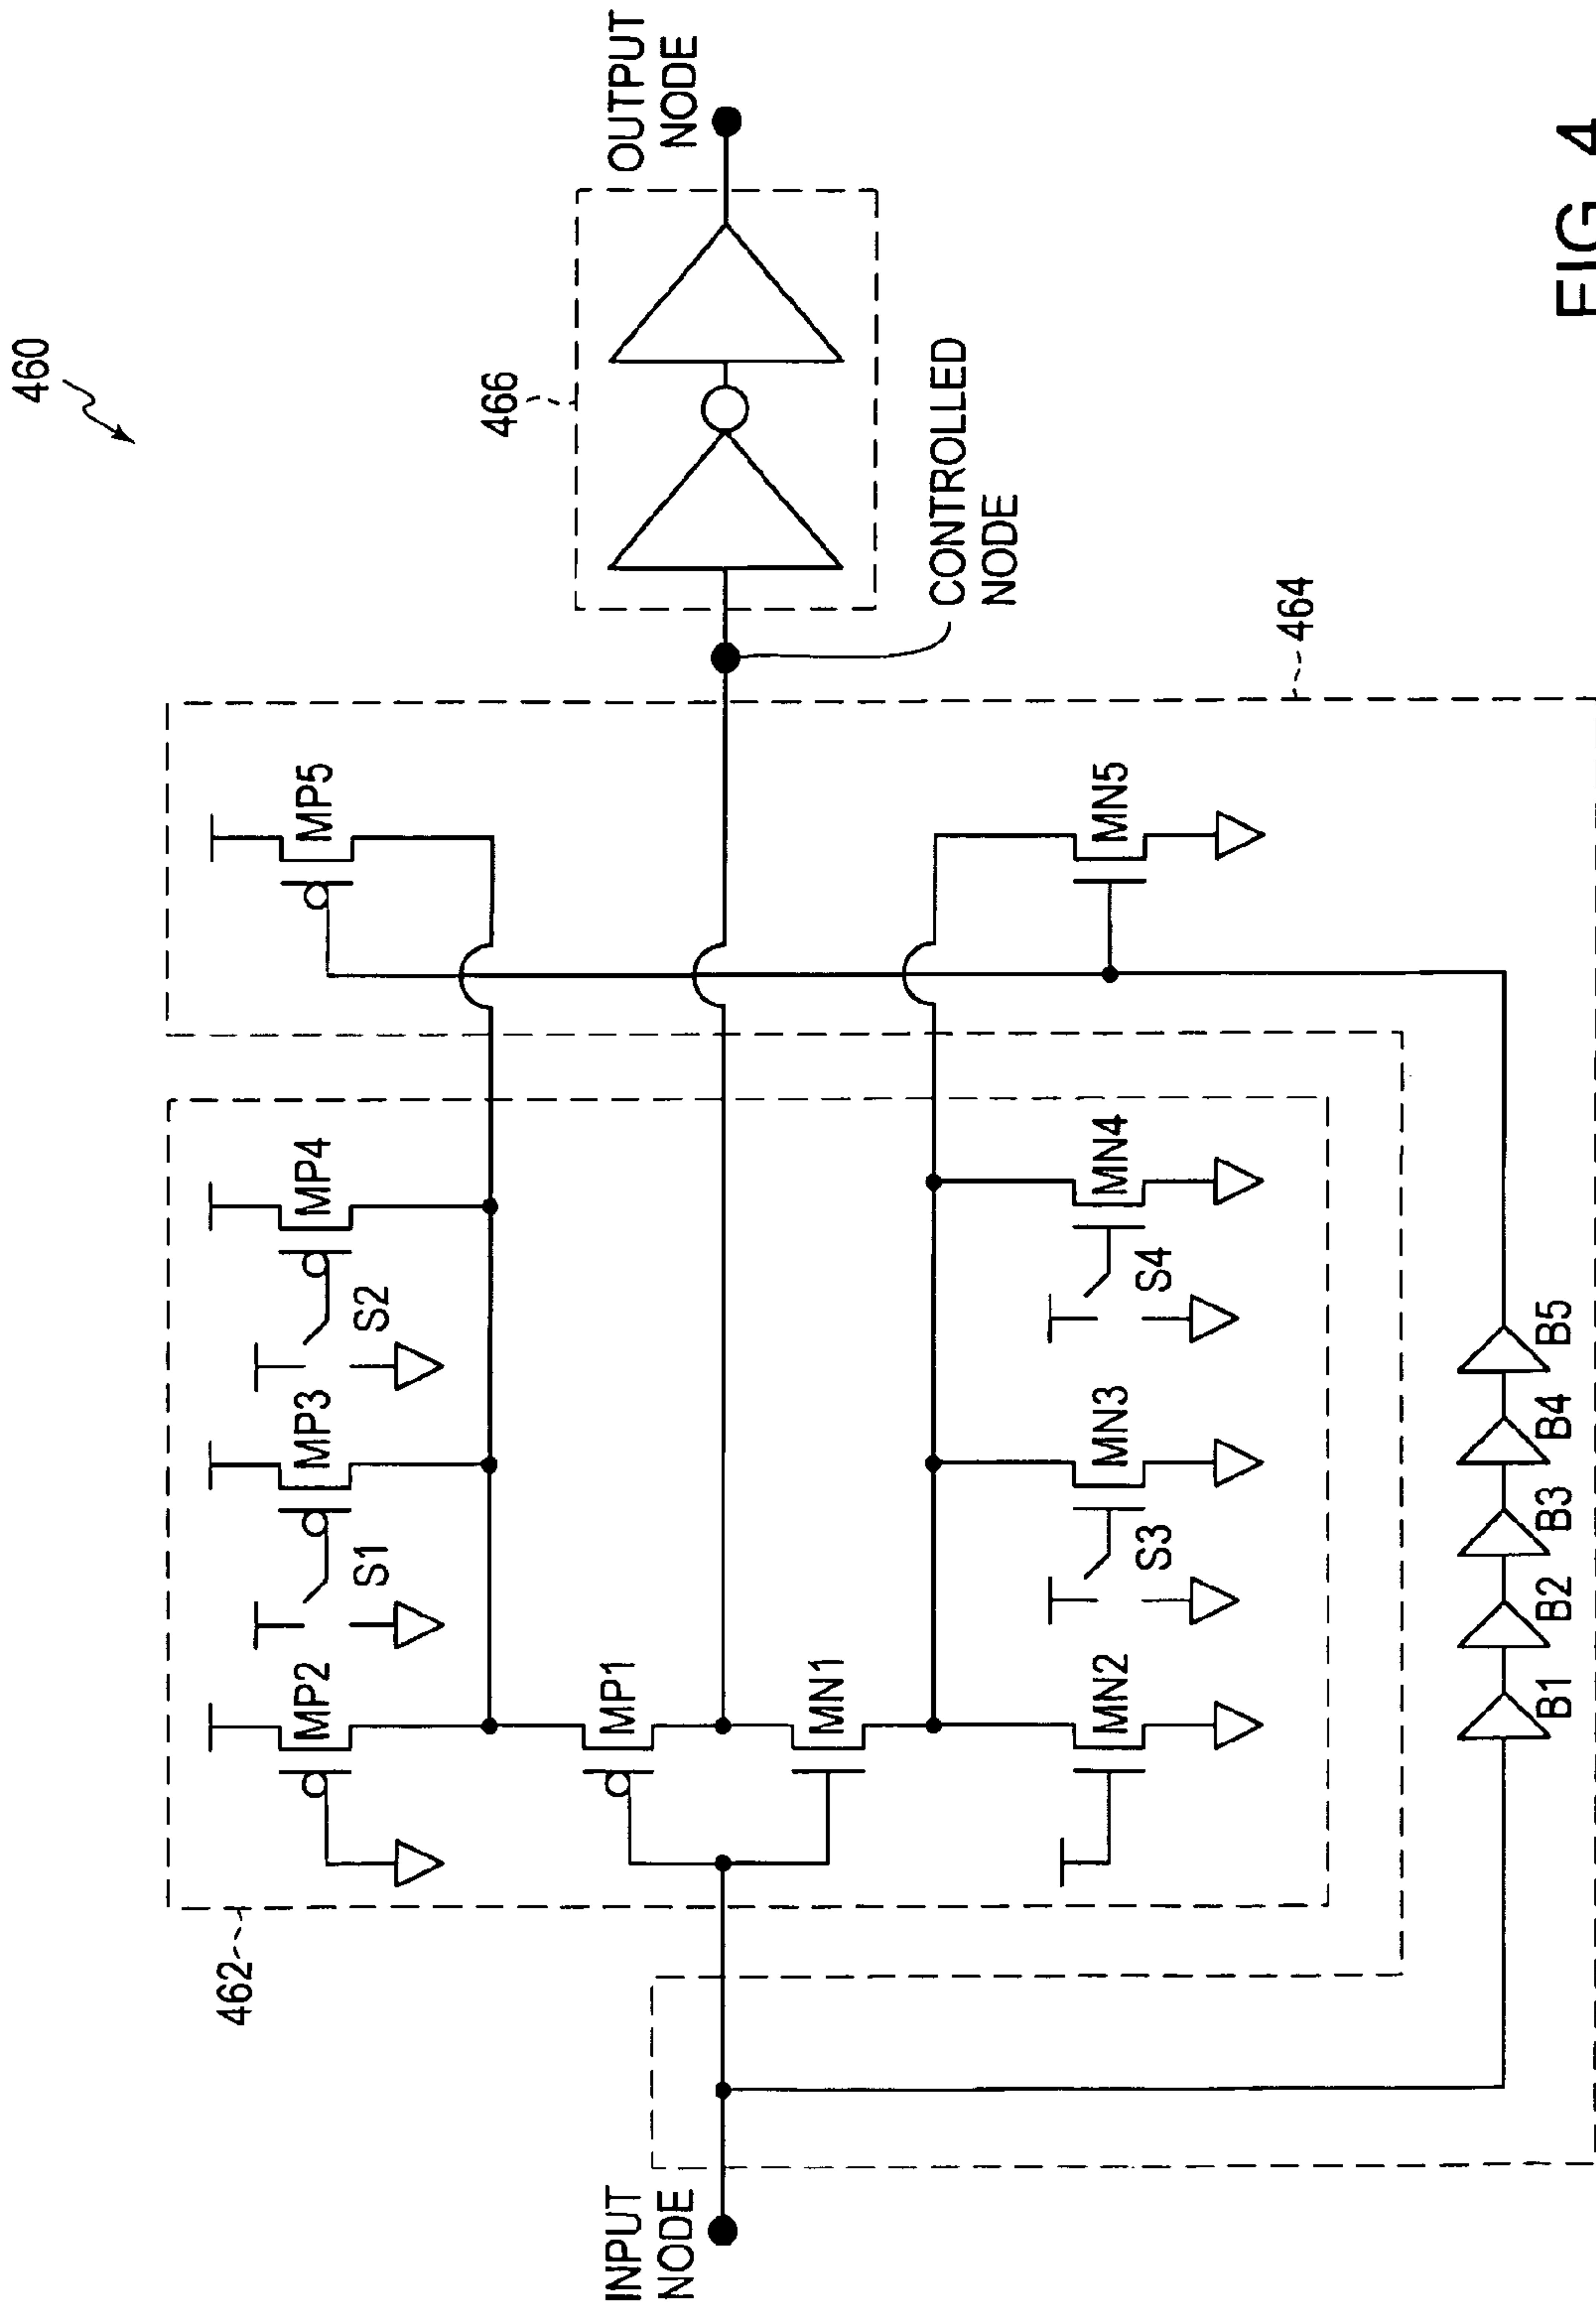 460
462
MP2
S1
MP3
S2
MP4
MP5
466
OUTPUT
NODE
INPUT
NODE
MP1
MN1
CONTROLLED
NODE
MN2
S3
MN3
S4
MN4
MN5
464
B1
B2
B3
B4
B5
FIG 4